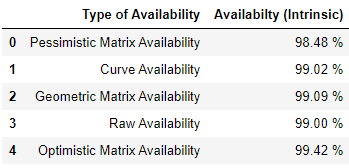 Type of Availability Availabilty (Intrinsic)
0 Pessimistic Matrix Availability 98.48 %
1 Curve Availability 99.02 %
2 Geometric Matrix Availability 99.09 %
3 Raw Availability 99.00 %
4 Optimistic Matrix Availability 99.42 %